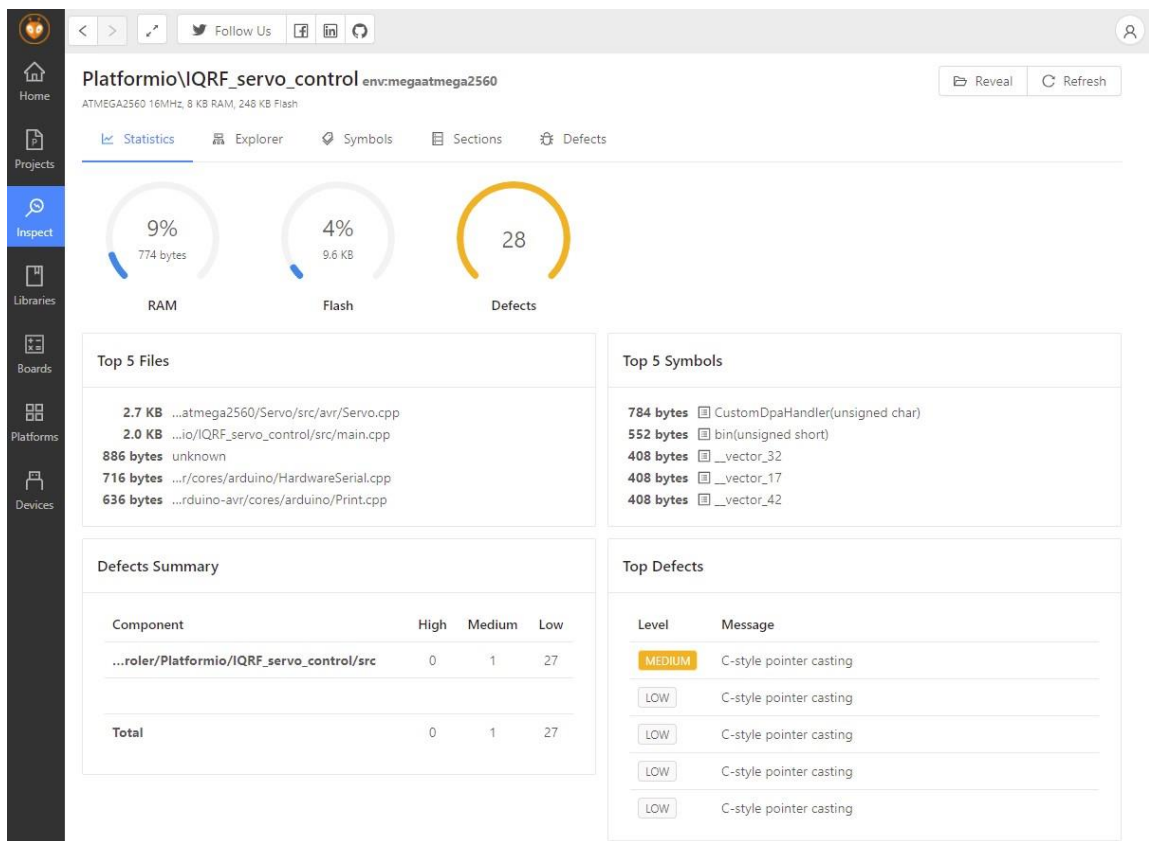 Follow Us
Home
Projects
Inspect
Libraries
Boards
Platforms
Devices
Platformio\IQRF_servo_control env:megaatmega2560
ATMEGA2560 16MHz, 8 KB RAM, 248 KB Flash
Reveal Refresh
Statistics Explorer Symbols Sections Defects
9% 4% 28
774 bytes 9.6 KB
RAM Flash Defects
Top 5 Files
2.7 KB ...atmega2560/Servo/src/avr/Servo.cpp
2.0 KB ...io/IQRF_servo_control/src/main.cpp
886 bytes unknown
716 bytes ...r/cores/arduino/HardwareSerial.cpp
636 bytes ...rduino-avr/cores/arduino/Print.cpp
Top 5 Symbols
784 bytes CustomDpaHandler(unsigned char)
552 bytes bin(unsigned short)
408 bytes __vector_32
408 bytes __vector_17
408 bytes __vector_42
Defects Summary
Component High Medium Low
...roler/Platformio/IQRF_servo_control/src 0 1 27
Total 0 1 27
Top Defects
Level Message
MEDIUM C-style pointer casting
LOW C-style pointer casting
LOW C-style pointer casting
LOW C-style pointer casting
LOW C-style pointer casting